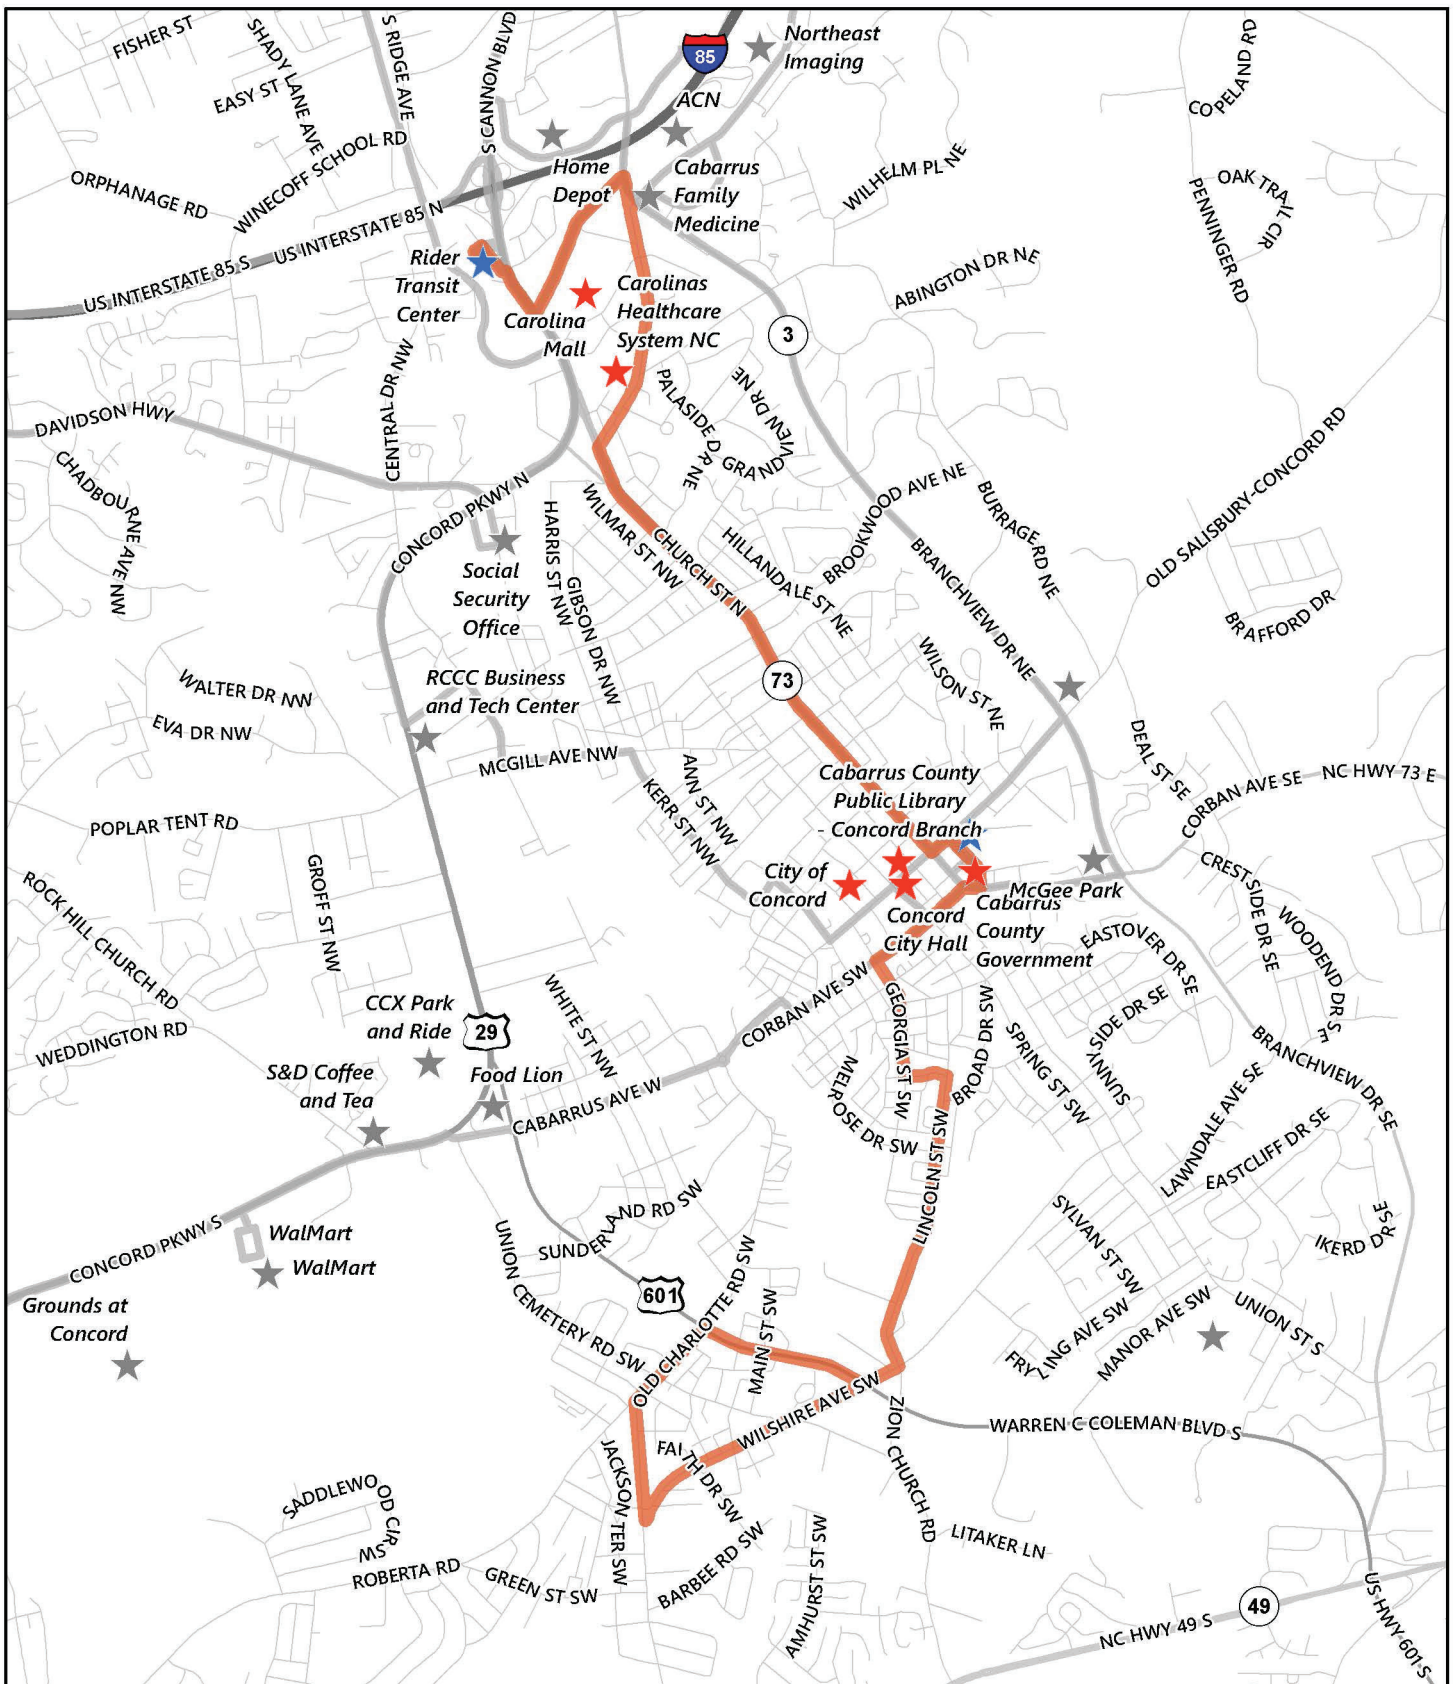 FISHER ST
SHADY LANE AVE
EASY ST
S RIDGE AVE
S CANNON BLVD
85
Northeast
Imaging
ACN
COPELAND RD
WINECOFF SCHOOL RD
ORPHANAGE RD
Home
Depot
Cabarrus
Family
Medicine
WILHELM PL NE
OAK TRAIL CIR
PENNINGER RD
US INTERSTATE 85 N
US INTERSTATE 85 S
Rider
Transit
Center
Carolina
Mall
Carolinas
Healthcare
System NC
ABINGTON DR NE
3
CENTRAL DR NW
PALASIDE DR NE
GRANDVIEW DR NE
DAVIDSON HWY
CHADBOURNE AVE NW
CONCORD PKWY N
HARRIS ST NW
WILMAR ST NW
CHURCH ST N
HILLANDALE ST NE
BROOKWOOD AVE NE
BURRAGE RD NE
OLD SALISBURY-CONCORD RD
BRANCHVIEW DR NE
BRAFFORD DR
Social
Security
Office
GIBSON DR NW
WILSON ST NE
RCCC Business
and Tech Center
WALTER DR NW
EVA DR NW
73
MCGILL AVE NW
ANN ST NW
KERR ST NW
DEAL ST SE
CORBAN AVE SE
NC HWY 73 E
Cabarrus County
Public Library
- Concord Branch
POPLAR TENT RD
ROCK HILL CHURCH RD
GROFF ST NW
City of
Concord
Concord
City Hall
McGee Park
Cabarrus
County
Government
CREST SIDE DR SE
WOODEND DR SE
EASTOVER DR SE
WEDDINGTON RD
CCX Park
and Ride
29
WHITE ST NW
CORBAN AVE SW
GEORGIA ST SW
BROAD DR SW
SPRING ST SW
SUNNYSIDE DR SE
BRANCHVIEW DR SE
S&D Coffee
and Tea
Food Lion
CABARRUS AVE W
MELROSE DR SW
LINCOLN ST SW
LAWNDALE AVE SE
EASTCLIFF DR SE
CONCORD PKWY S
WalMart
WalMart
Grounds at
Concord
SUNDERLAND RD SW
UNION CEMETERY RD SW
601
OLD CHARLOTTE RD SW
MAIN ST SW
SYLVAN ST SW
IKERD DR SE
FRYLING AVE SW
MANOR AVE SW
UNION ST S
WILSHIRE AVE SW
WARREN C COLEMAN BLVD S
ZION CHURCH RD
JACKSON TER SW
FAITH DR SW
SADDLEWOOD CIR SW
ROBERTA RD
GREEN ST SW
BARBEE RD SW
AMHURST ST SW
LITAKER LN
NC HWY 49 S
49
US HWY 601 S